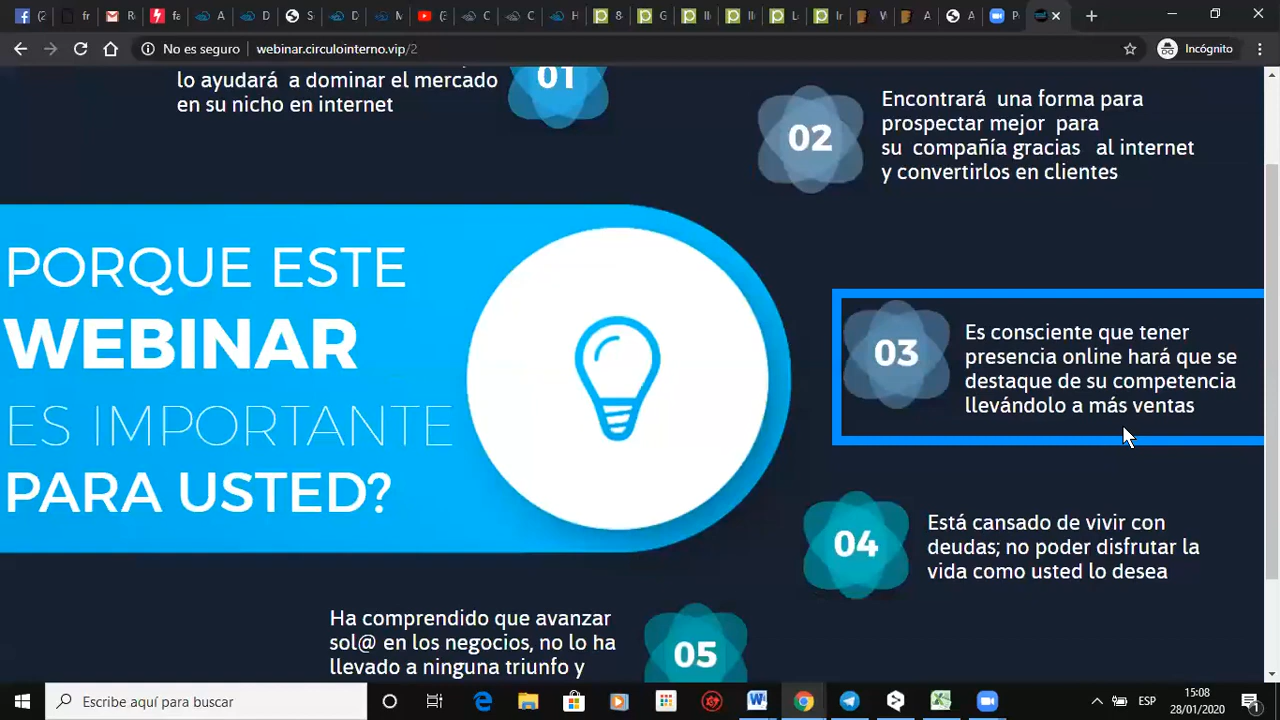 No es seguro
webinar.circulointerno.vip/2
Incógnito
lo ayudará a dominar el mercado
en su nicho en internet
01
02
Encontrará una forma para
prospectar mejor para
su compañía gracias al internet
y convertirlos en clientes
PORQUE ESTE
WEBINAR
ES IMPORTANTE
PARA USTED?
03
Es consciente que tener
presencia online hará que se
destaque de su competencia
llevándolo a más ventas
04
Está cansado de vivir con
deudas; no poder disfrutar la
vida como usted lo desea
Ha comprendido que avanzar
sol@ en los negocios, no lo ha
llevado a ninguna triunfo y
05
Escribe aquí para buscar
ESP
15:08
28/01/2020